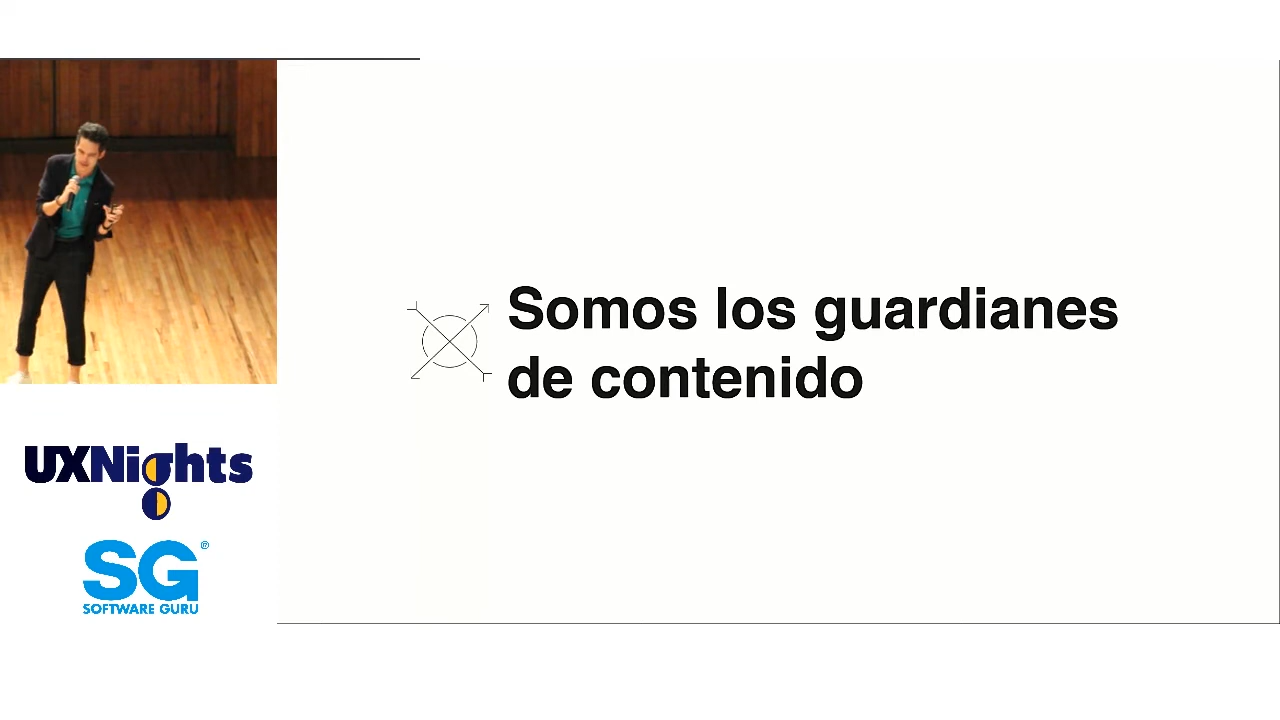 Somos los guardianes
de contenido
UXNights
SG®
SOFTWARE GURU